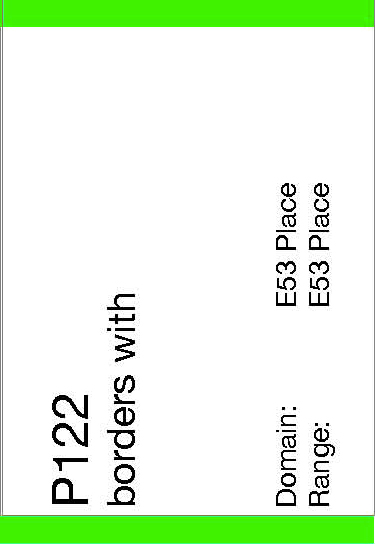 P122
borders with
Domain: E53 Place
Range: E53 Place